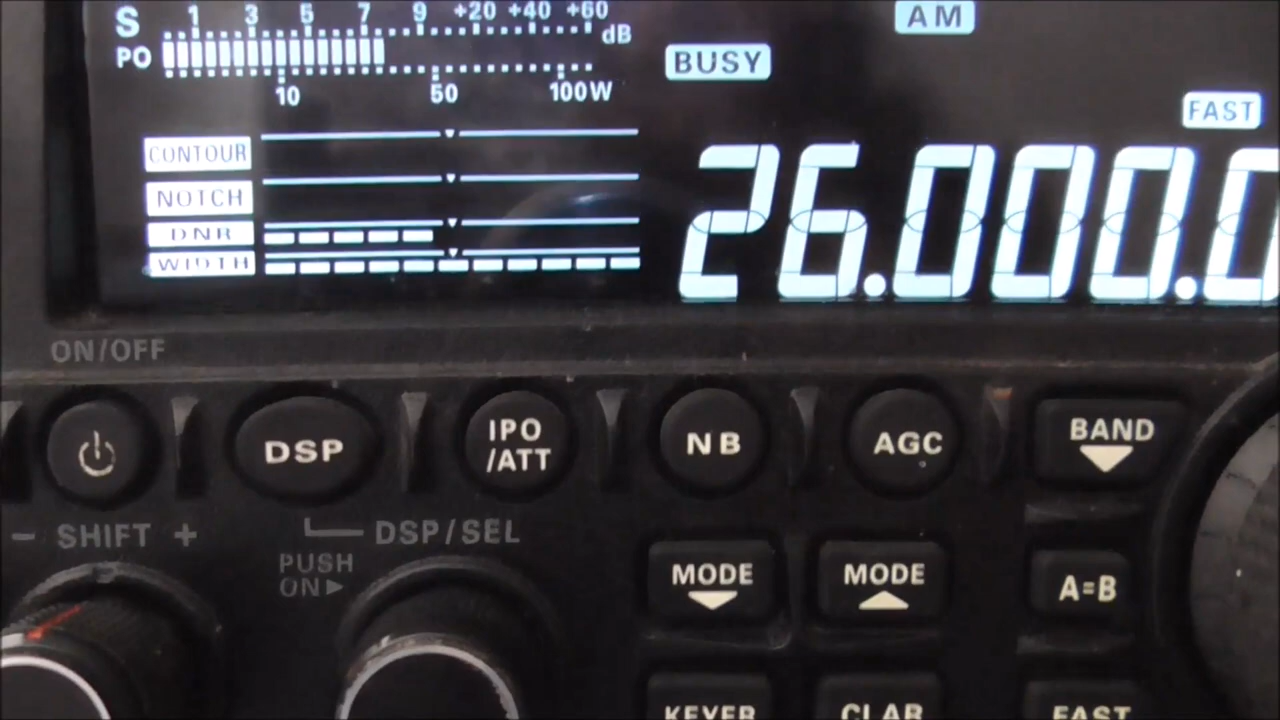 S 1 3 5 7 9 +20 +40 +60 dB
PO
10 50 100W
AM
BUSY
FAST
CONTOUR
NOTCH
DNR
WIDTH
26.000.0
ON/OFF
DSP
IPO
/ATT
NB
AGC
BAND
- SHIFT +
DSP/SEL
PUSH
ON
MODE
MODE
A=B
KEYER
CLAR
FAST